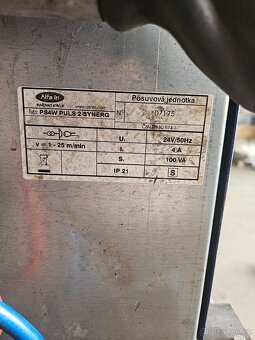 Alfa In Posuvová jednotka
Typ: PS4W PULS 2 SYNERG N°
U₁ 24V/50Hz
v = 1 - 25 m/min I₁ 4 A
S₁ 100 VA
IP 21 S